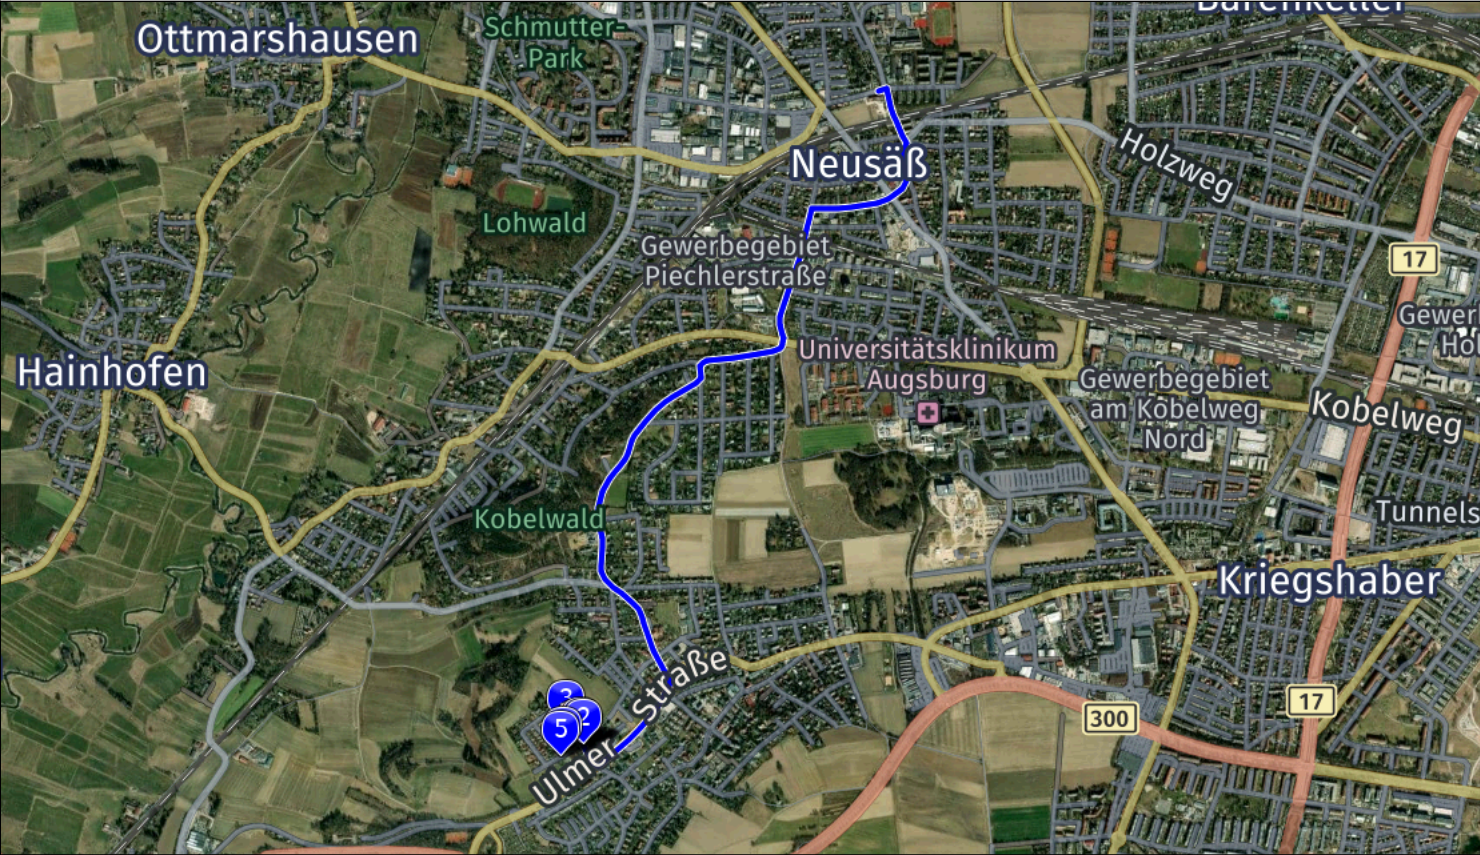 Bärenkeller
Schmutter-
Park
Ottmarshausen
Holzweg
Neusäß
Lohwald
Gewerbegebiet
Piechlerstraße
17
Hainhofen
Universitätsklinikum
Augsburg
Gewerbegebiet
am Kobelweg
Nord
Kobelweg
Kobelwald
Tunnels
Kriegshaber
Ulmer Straße
3
2
5
300
17